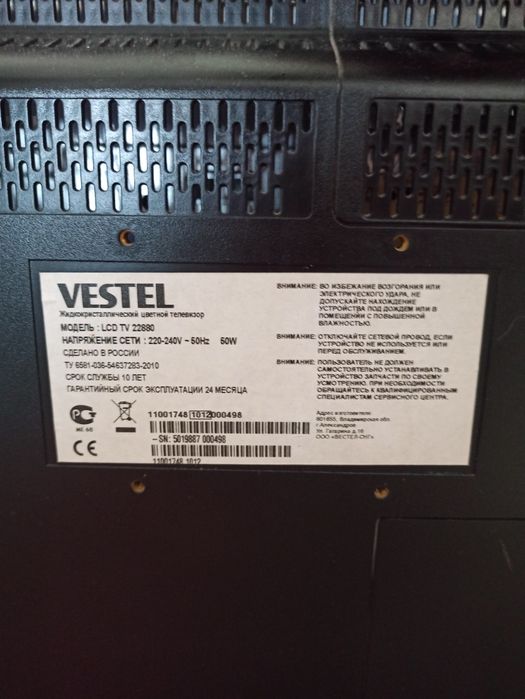 VESTEL
Жидкокристаллический цветной телевизор
МОДЕЛЬ : LCD TV 22880
НАПРЯЖЕНИЕ СЕТИ : 220-240V ~ 50Hz 60W
СДЕЛАНО В РОССИИ
ТУ 6581-036-54637283-2010
СРОК СЛУЖБЫ 10 ЛЕТ
ГАРАНТИЙНЫЙ СРОК ЭКСПЛУАТАЦИИ 24 МЕСЯЦА
РС
МЕ 68
CE
11001748 1012 000498
SN: 5019887 000498
11001748 1012
ВНИМАНИЕ: ВО ИЗБЕЖАНИЕ ВОЗГОРАНИЯ ИЛИ
ЭЛЕКТРИЧЕСКОГО УДАРА, НЕ
ДОПУСКАЙТЕ НАХОЖДЕНИЕ
УСТРОЙСТВА ПОД ДОЖДЕМ ИЛИ В
ПОМЕЩЕНИИ С ПОВЫШЕННОЙ
ВЛАЖНОСТЬЮ.
ВНИМАНИЕ: ОТКЛЮЧАЙТЕ СЕТЕВОЙ ПРОВОД, ЕСЛИ
УСТРОЙСТВО НЕ ИСПОЛЬЗУЕТСЯ ИЛИ
ПЕРЕД ОБСЛУЖИВАНИЕМ.
ВНИМАНИЕ: ПОЛЬЗОВАТЕЛЬ НЕ ДОЛЖЕН
САМОСТОЯТЕЛЬНО УСТАНАВЛИВАТЬ В
УСТРОЙСТВО ЗАПЧАСТИ ПО СВОЕМУ
УСМОТРЕНИЮ. ПРИ НЕОБХОДИМОСТИ
ОБРАЩАЙТЕСЬ К КВАЛИФИЦИРОВАННЫМ
СПЕЦИАЛИСТАМ СЕРВИСНОГО ЦЕНТРА.
Адрес изготовителя:
601655, Владимирская обл.
г.Александров
Ул. Гагарина д.16
ООО «ВЕСТЕЛ-СНГ»